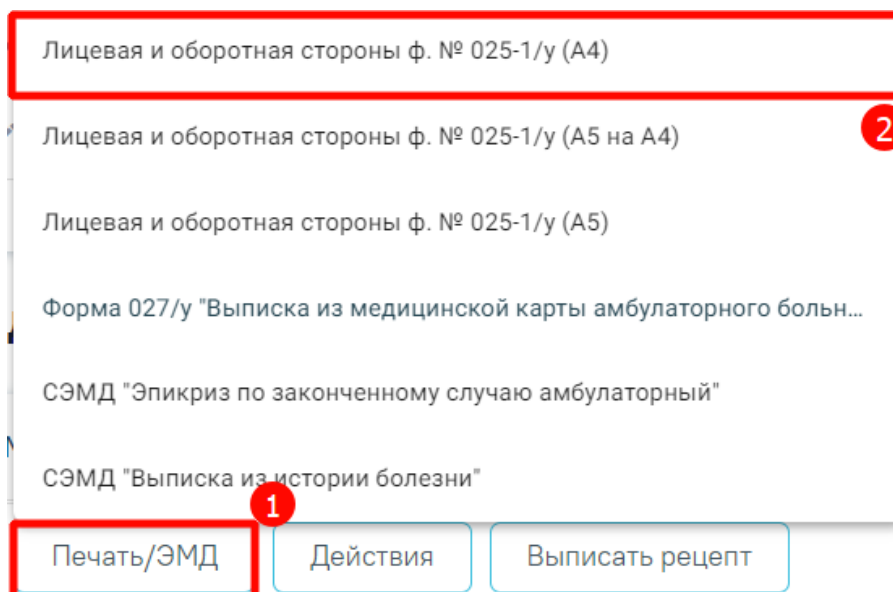 Лицевая и оборотная стороны ф. № 025-1/у (А4)
Лицевая и оборотная стороны ф. № 025-1/у (А5 на А4)
2
Лицевая и оборотная стороны ф. № 025-1/у (А5)
Форма 027/у "Выписка из медицинской карты амбулаторного больн...
СЭМД "Эпикриз по законченному случаю амбулаторный"
СЭМД "Выписка из истории болезни"
1
Печать/ЭМД
Действия
Выписать рецепт